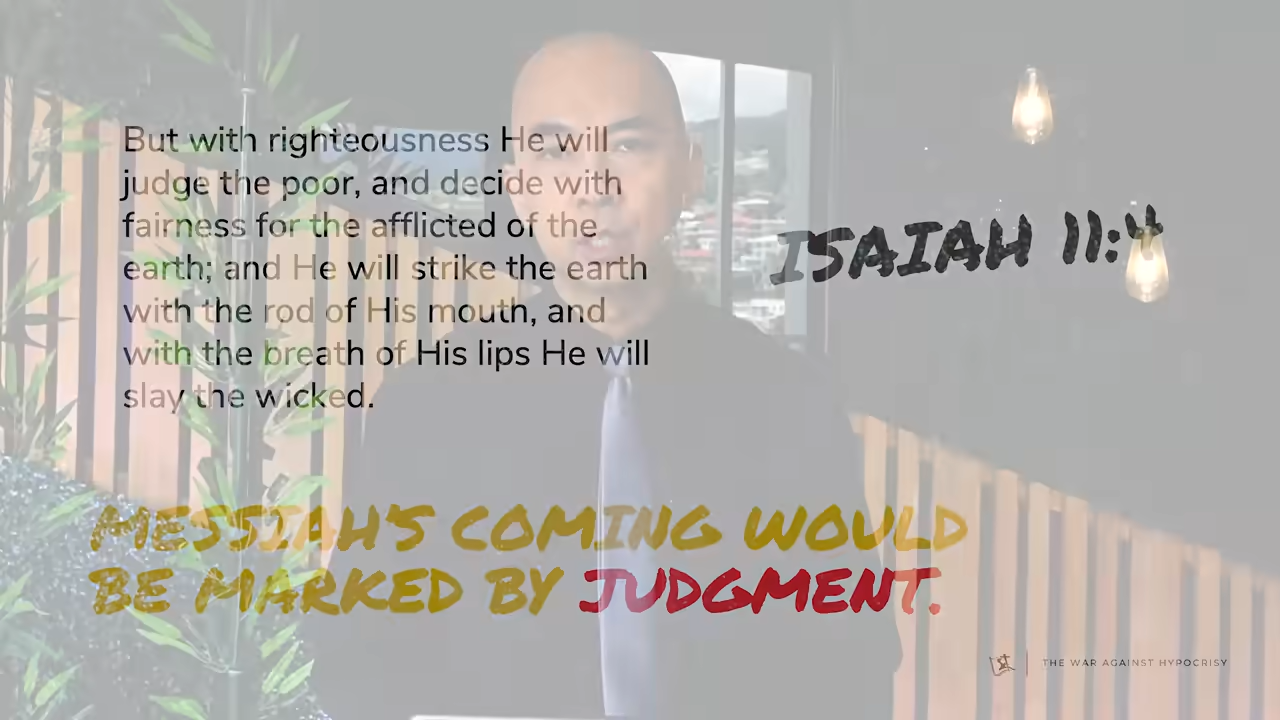 But with righteousness He will
judge the poor, and decide with
fairness for the afflicted of the
earth; and He will strike the earth
with the rod of His mouth, and
with the breath of His lips He will
slay the wicked.
ISAIAH 11:4
MESSIAH'S COMING WOULD
BE MARKED BY JUDGMENT.
THE WAR AGAINST HYPOCRISY